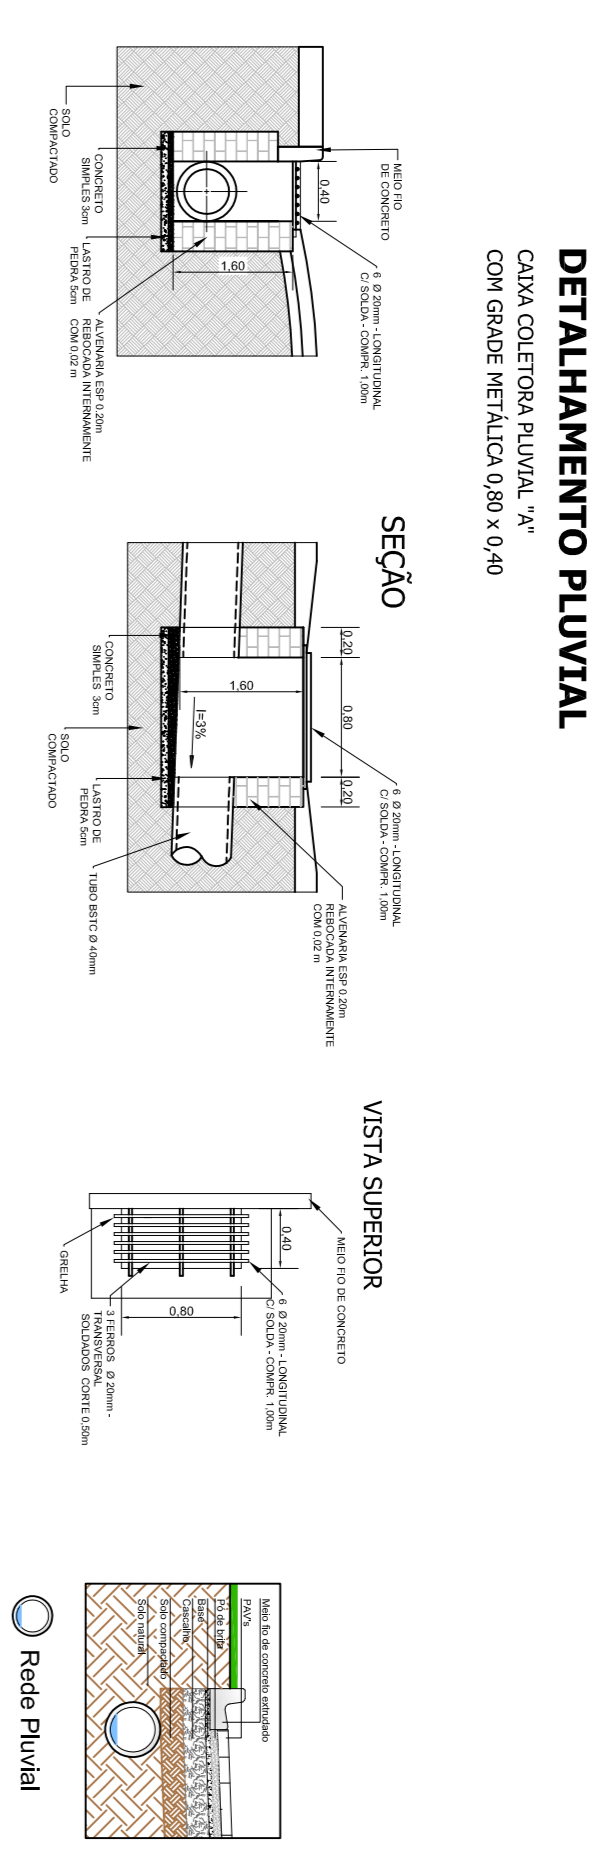 DETALHAMENTO PLUVIAL
CAIXA COLETORA PLUVIAL "A"
COM GRADE METÁLICA 0,80 x 0,40
MEIO FIO
DE CONCRETO
6 Ø 20mm - LONGITUDINAL
C/ SOLDA - COMPR. 1,00m
0,40
1,60
SOLO
COMPACTADO
CONCRETO
SIMPLES 3cm
LASTRO DE
PEDRA 5cm
ALVENARIA ESP 0.20m
REBOCADA INTERNAMENTE
COM 0,02 m
SEÇÃO
6 Ø 20mm - LONGITUDINAL
C/ SOLDA - COMPR. 1,00m
0,20
0,80
0,20
1,60
I=3%
ALVENARIA ESP 0.20m
REBOCADA INTERNAMENTE
COM 0,02 m
CONCRETO
SIMPLES 3cm
SOLO
COMPACTADO
LASTRO DE
PEDRA 5cm
TUBO BSTC Ø 40mm
VISTA SUPERIOR
MEIO FIO DE CONCRETO
0,40
6 Ø 20mm - LONGITUDINAL
C/ SOLDA - COMPR. 1,00m
0,80
3 FERROS Ø 20mm -
TRANSVERSAL
SOLDADOS CORTE 0,50m
GRELHA
Meio fio de concreto extrudado
PAV's
Pó de brita
Base
Cascalho
Solo compactado
Solo natural
Rede Pluvial